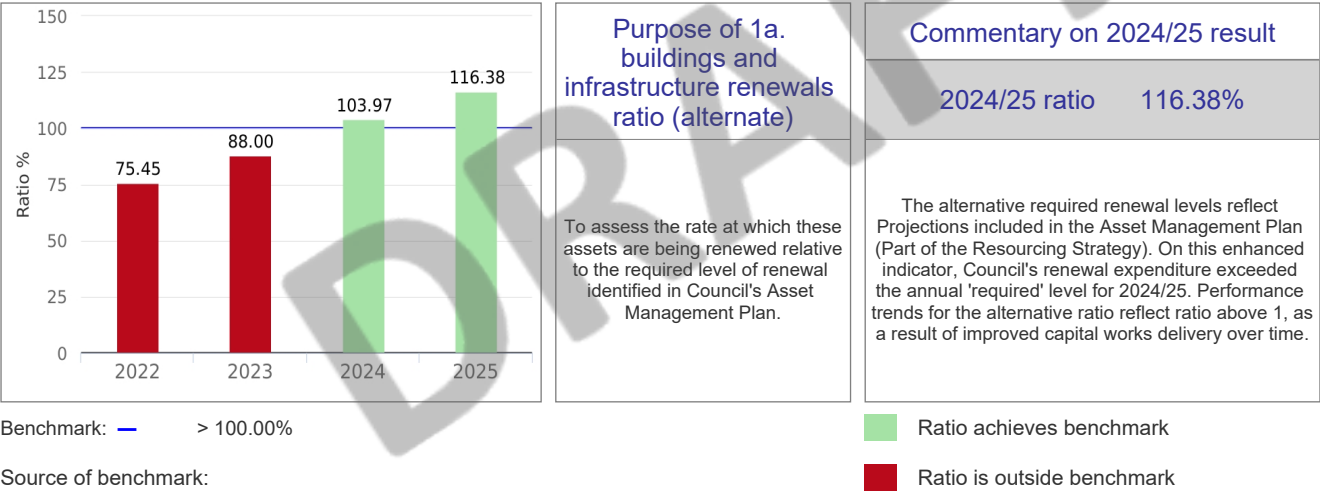 150
125
100
75
50
25
0
Ratio %
75.45
88.00
103.97
116.38
2022
2023
2024
2025
Purpose of 1a.
buildings and
infrastructure renewals
ratio (alternate)
To assess the rate at which these
assets are being renewed relative
to the required level of renewal
identified in Council's Asset
Management Plan.
Commentary on 2024/25 result
2024/25 ratio 116.38%
The alternative required renewal levels reflect
Projections included in the Asset Management Plan
(Part of the Resourcing Strategy). On this enhanced
indicator, Council's renewal expenditure exceeded
the annual 'required' level for 2024/25. Performance
trends for the alternative ratio reflect ratio above 1, as
a result of improved capital works delivery over time.
Benchmark: > 100.00%
Source of benchmark:
Ratio achieves benchmark
Ratio is outside benchmark